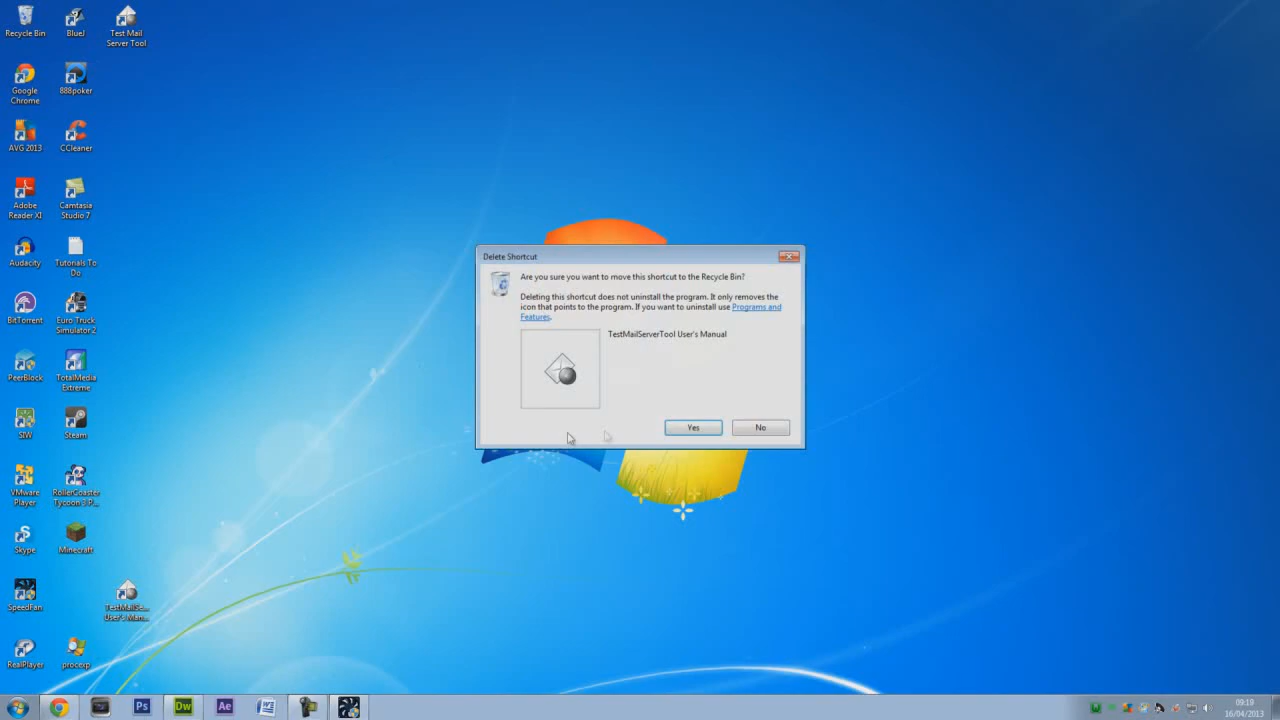 Recycle Bin
BlueJ
Test Mail
Server Tool
Google
Chrome
888poker
AVG 2013
CCleaner
Adobe
Reader XI
Camtasia
Studio 7
Audacity
Tutorials To
Do
BitTorrent
Euro Truck
Simulator 2
PeerBlock
TotalMedia
Extreme
SIW
Steam
VMware
Player
RollerCoaster
Tycoon 3 P...
Skype
Minecraft
SpeedFan
TestMailSe...
User's Man...
RealPlayer
procexp
Delete Shortcut
Are you sure you want to move this shortcut to the Recycle Bin?
Deleting this shortcut does not uninstall the program. It only removes the
icon that points to the program. If you want to uninstall use Programs and
Features.
TestMailServerTool User's Manual
Yes
No
Ps
Dw
Ae
09:19
16/04/2013